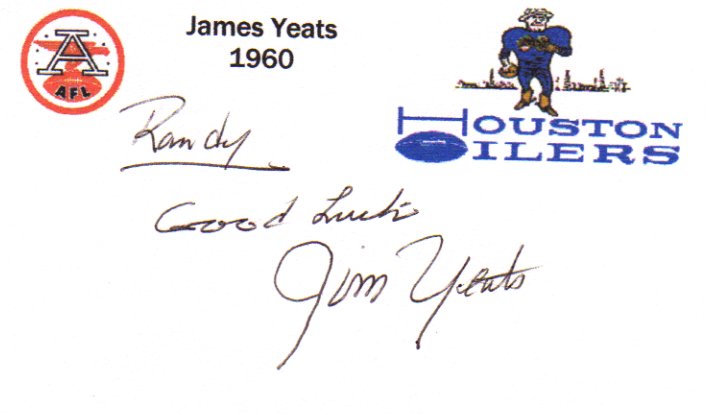 A
AFL
James Yeats
1960
HOUSTON
OILERS
Randy
Good Luck
Jim Yeats